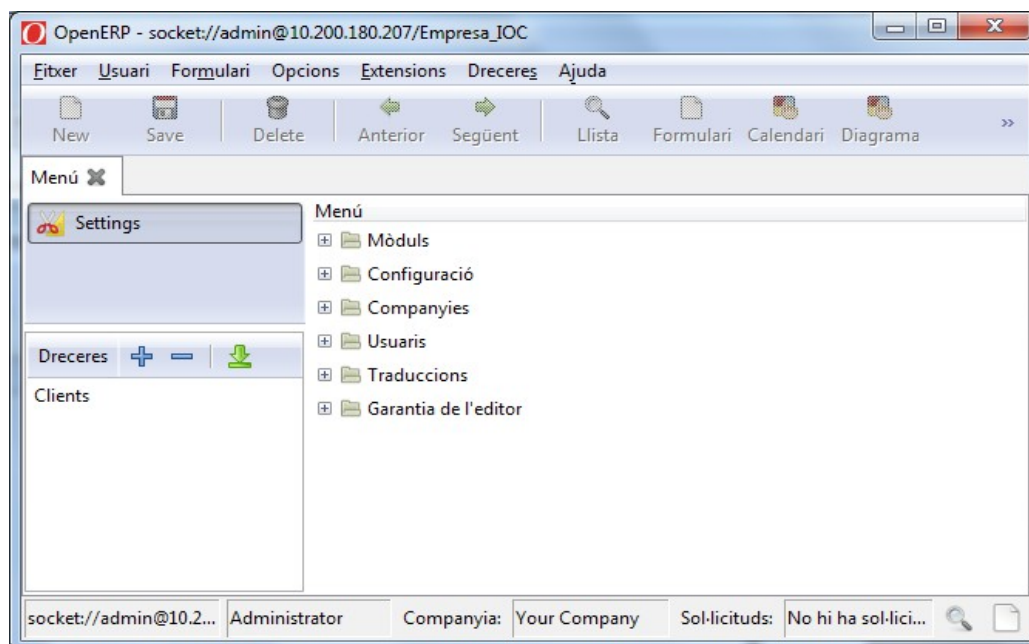 OpenERP - socket://admin@10.200.180.207/Empresa_IOC
Fitxer Usuari Formulari Opcions Extensions Dreceres Ajuda
New Save Delete Anterior Següent Llista Formulari Calendari Diagrama »
Menú
Settings
Menú
Mòduls
Configuració
Companyies
Usuaris
Traduccions
Garantia de l'editor
Dreceres
Clients
socket://admin@10.2... Administrator Companyia: Your Company Sol·licituds: No hi ha sol·lici...